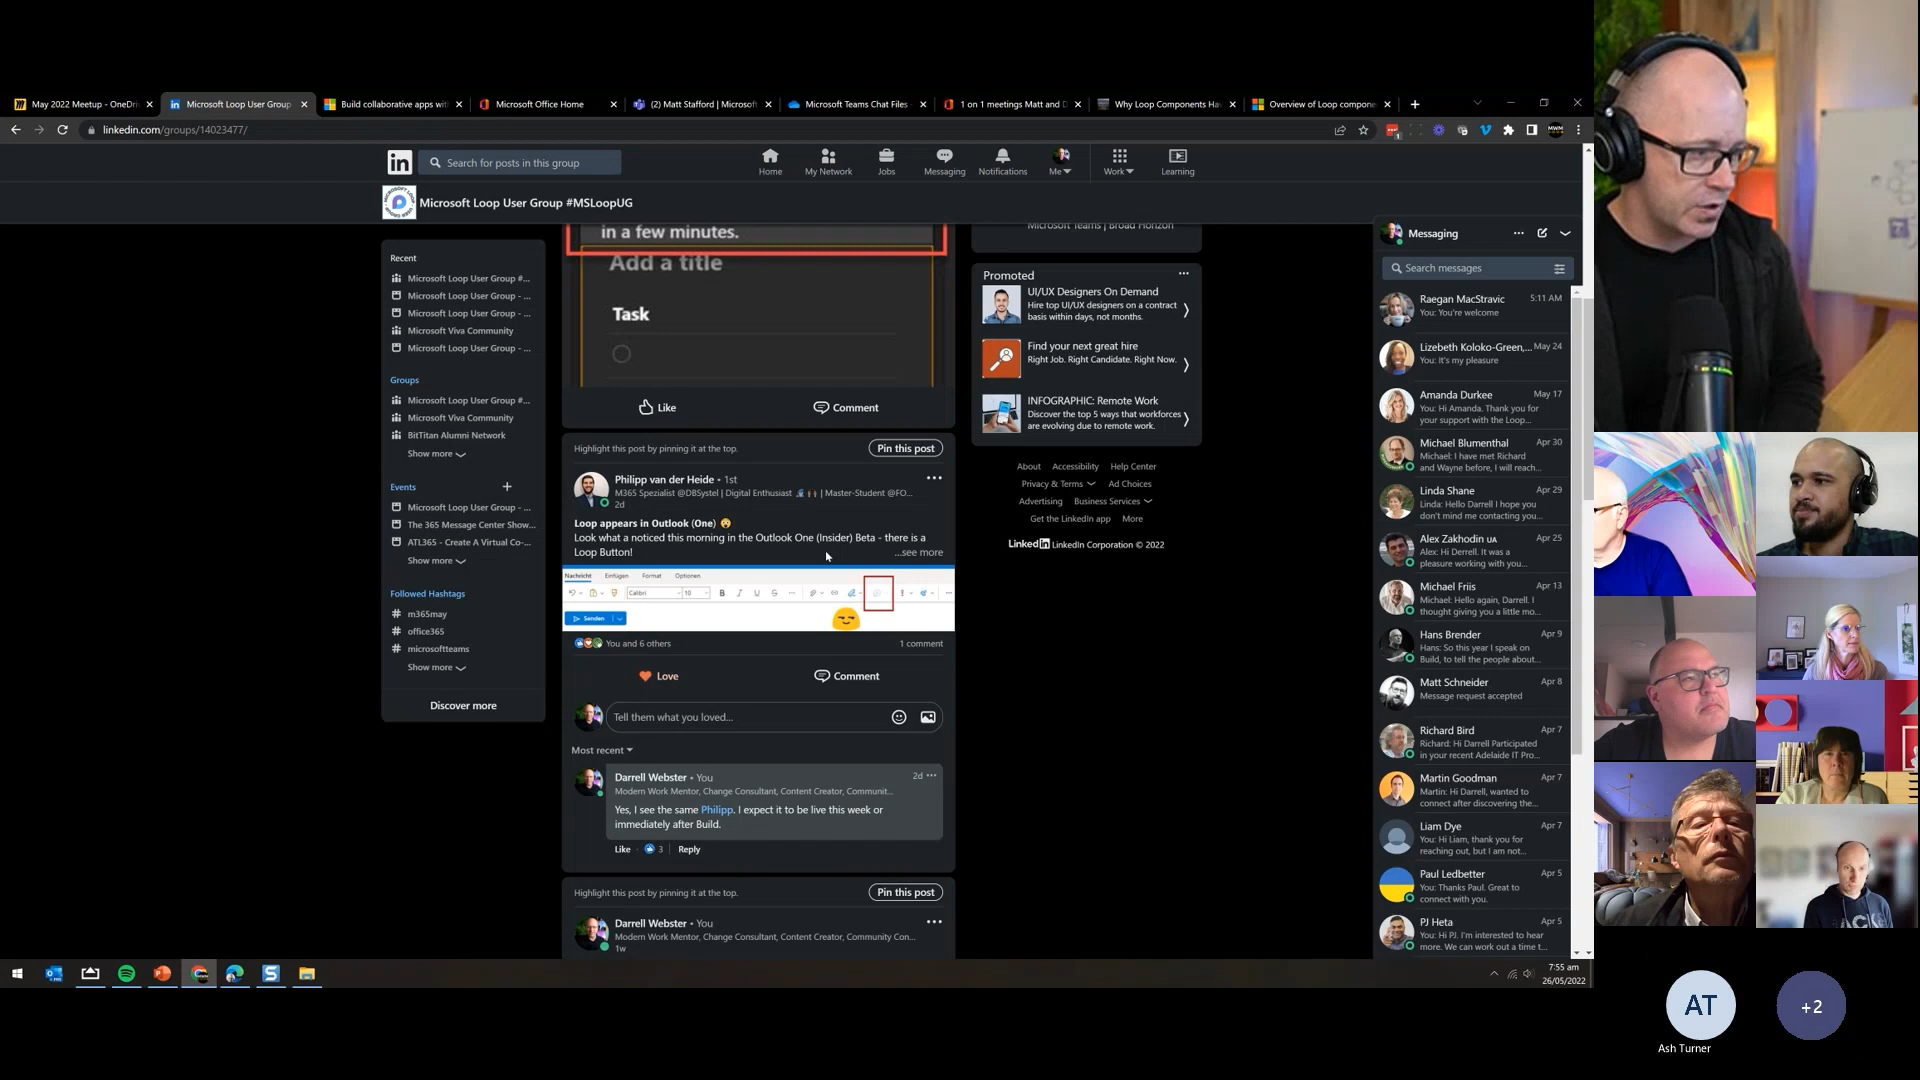 May 2022 Meetup - OneDri
Microsoft Loop User Group
Build collaborative apps wit
Microsoft Office Home
(2) Matt Stafford | Microsof
Microsoft Teams Chat Files -
1 on 1 meetings Matt and D
Why Loop Components Ha
Overview of Loop compone
linkedin.com/groups/14023477/
Search for posts in this group
Home
My Network
Jobs
Messaging
Notifications
Me
Work
Learning
Microsoft Loop User Group #MSLoopUG
Recent
Microsoft Loop User Group #...
Microsoft Loop User Group - ...
Microsoft Loop User Group - ...
Microsoft Viva Community
Microsoft Loop User Group - ...
Groups
Microsoft Loop User Group #...
Microsoft Viva Community
BitTitan Alumni Network
Show more
Events
Microsoft Loop User Group - ...
The 365 Message Center Show...
ATL365 - Create A Virtual Co-...
Show more
Followed Hashtags
# m365may
# office365
# microsoftteams
Show more
Discover more
in a few minutes.
Add a title
Task
Like
Comment
Highlight this post by pinning it at the top.
Pin this post
Philipp van der Heide • 1st
M365 Spezialist @DBSystel | Digital Enthusiast | Master-Student @FO...
2d
Loop appears in Outlook (One) 😮
Look what a noticed this morning in the Outlook One (Insider) Beta - there is a
Loop Button!
...see more
Nachricht
Einfügen
Format
Optionen
Calibri
10
B I U S
Senden
You and 6 others
1 comment
Love
Comment
Tell them what you loved...
Most recent
Darrell Webster • You
2d
Modern Work Mentor, Change Consultant, Content Creator, Communit...
Yes, I see the same Philipp. I expect it to be live this week or
immediately after Build.
Like
3
Reply
Highlight this post by pinning it at the top.
Pin this post
Darrell Webster • You
Modern Work Mentor, Change Consultant, Content Creator, Community Con...
1w
Microsoft Teams | Broad Horizon
Promoted
UI/UX Designers On Demand
Hire top UI/UX designers on a contract
basis within days, not months.
Find your next great hire
Right Job. Right Candidate. Right Now.
INFOGRAPHIC: Remote Work
Discover the top 5 ways that workforces
are evolving due to remote work.
About
Accessibility
Help Center
Privacy & Terms
Ad Choices
Advertising
Business Services
Get the LinkedIn app
More
LinkedIn LinkedIn Corporation © 2022
Messaging
Search messages
Raegan MacStravic
5:11 AM
You: You're welcome
Lizebeth Koloko-Green,...
May 24
You: It's my pleasure
Amanda Durkee
May 17
You: Hi Amanda. Thank you for
your support with the Loop...
Michael Blumenthal
Apr 30
Michael: I have met Richard
and Wayne before, I will reach...
Linda Shane
Apr 29
Linda: Hello Darrell I hope you
don't mind me contacting you...
Alex Zakhodin UA
Apr 25
Alex: Hi Derrell. It was a
pleasure working with you...
Michael Friis
Apr 13
Michael: Hello again, Darrell. I
thought giving you a little mo...
Hans Brender
Apr 9
Hans: So this year I speak on
Build, to tell the people about...
Matt Schneider
Apr 8
Message request accepted
Richard Bird
Apr 7
Richard: Hi Darrell Participated
in your recent Adelaide IT Pro...
Martin Goodman
Apr 7
Martin: Hi Darrell, wanted to
connect after discovering the...
Liam Dye
Apr 7
You: Hi Liam, thank you for
reaching out, but I am not...
Paul Ledbetter
Apr 5
You: Thanks Paul. Great to
connect with you.
PJ Heta
Apr 5
You: Hi PJ. I'm interested to hear
more. We can work out a time t...
7:55 am
26/05/2022
AT
+2
Ash Turner